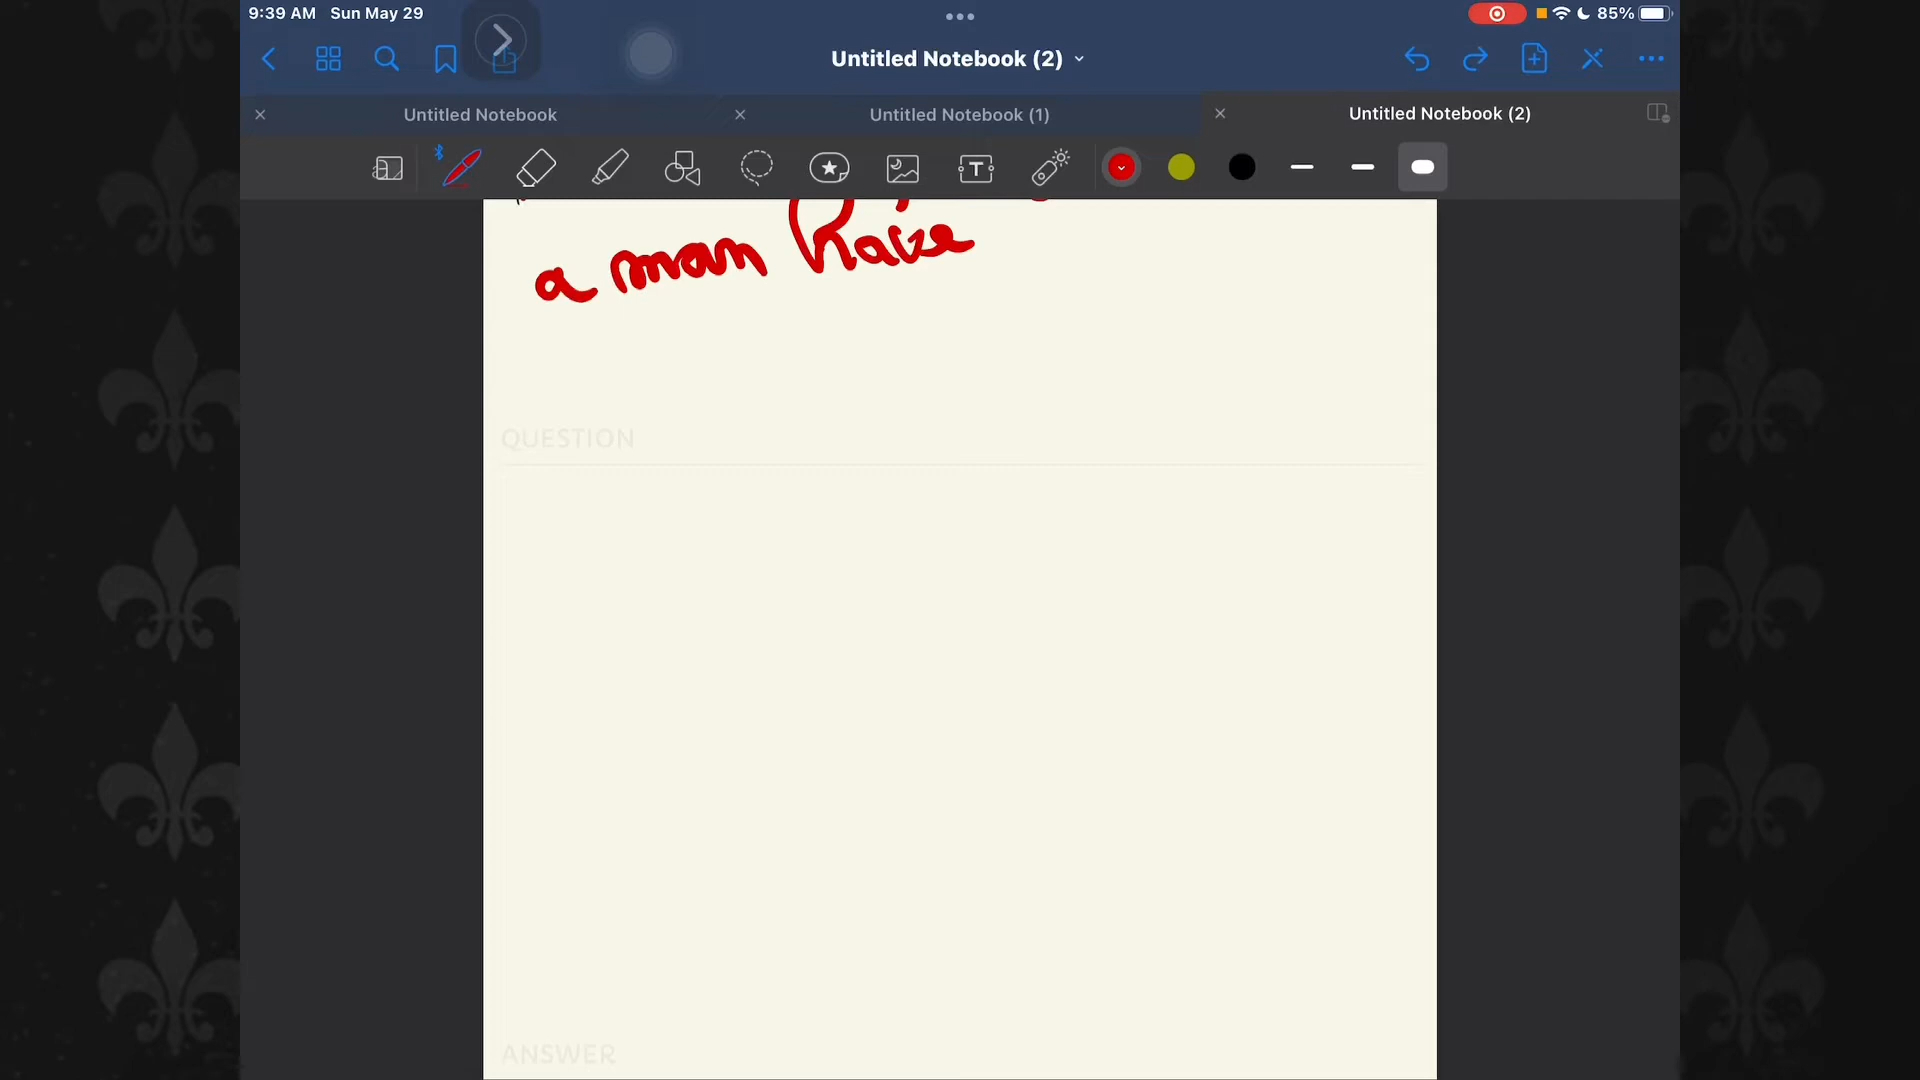 9:39 AM Sun May 29
85%
Untitled Notebook (2)
Untitled Notebook
Untitled Notebook (1)
Untitled Notebook (2)
T
a man have
QUESTION
ANSWER